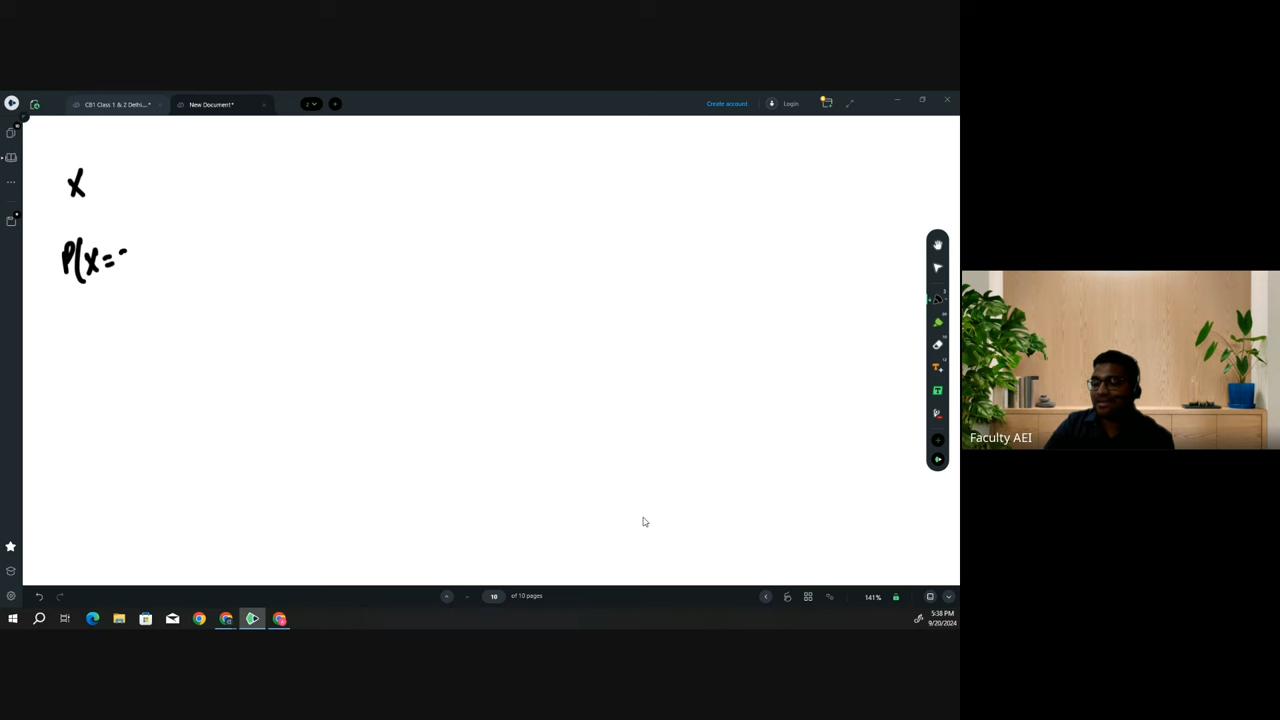 CB1 Class 1 & 2 Delhi...*
New Document*
2
Create account
Login
X
P(X=
Faculty AEI
10
of 10 pages
141%
5:38 PM
9/20/2024